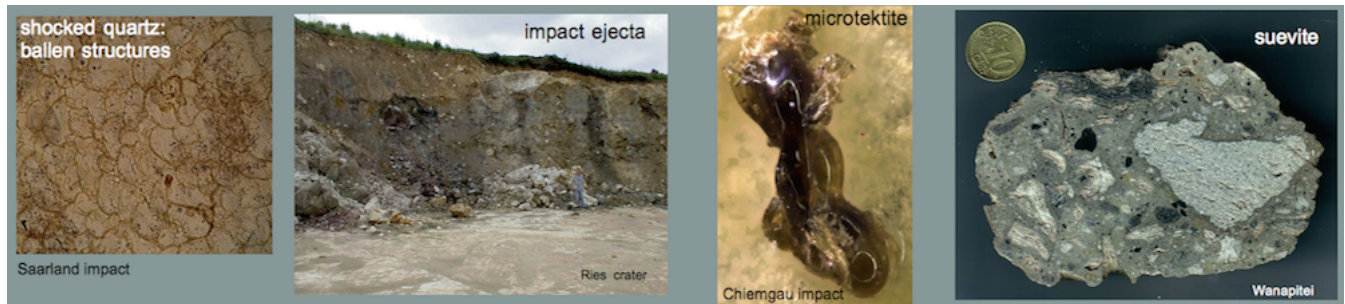 shocked quartz:
ballen structures
Saarland impact
impact ejecta
Ries crater
microtektite
Chiemgau impact
suevite
Wanapitei